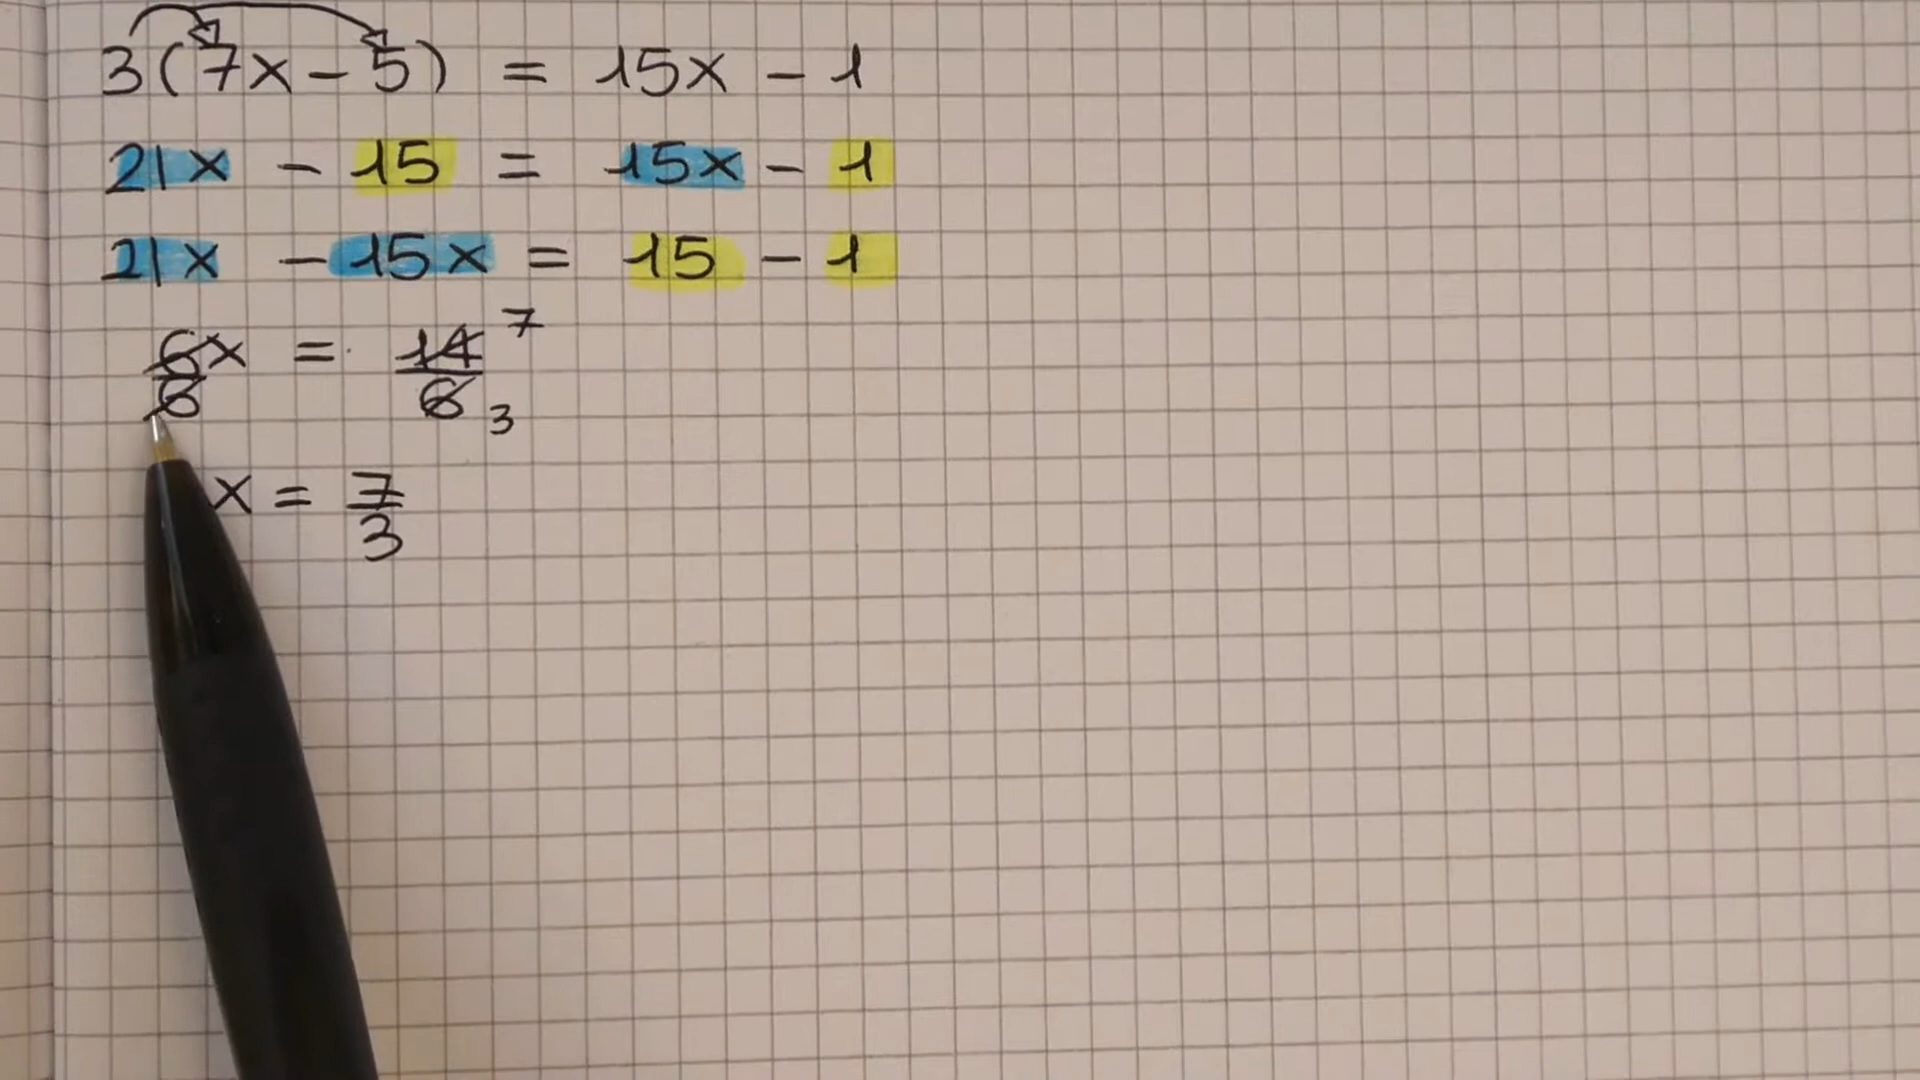 3(7x - 5) = 15x - 1
21x - 15 = 15x - 1
21x - 15x = 15 - 1
6x = 14 7
6 6 3
x = 7
3